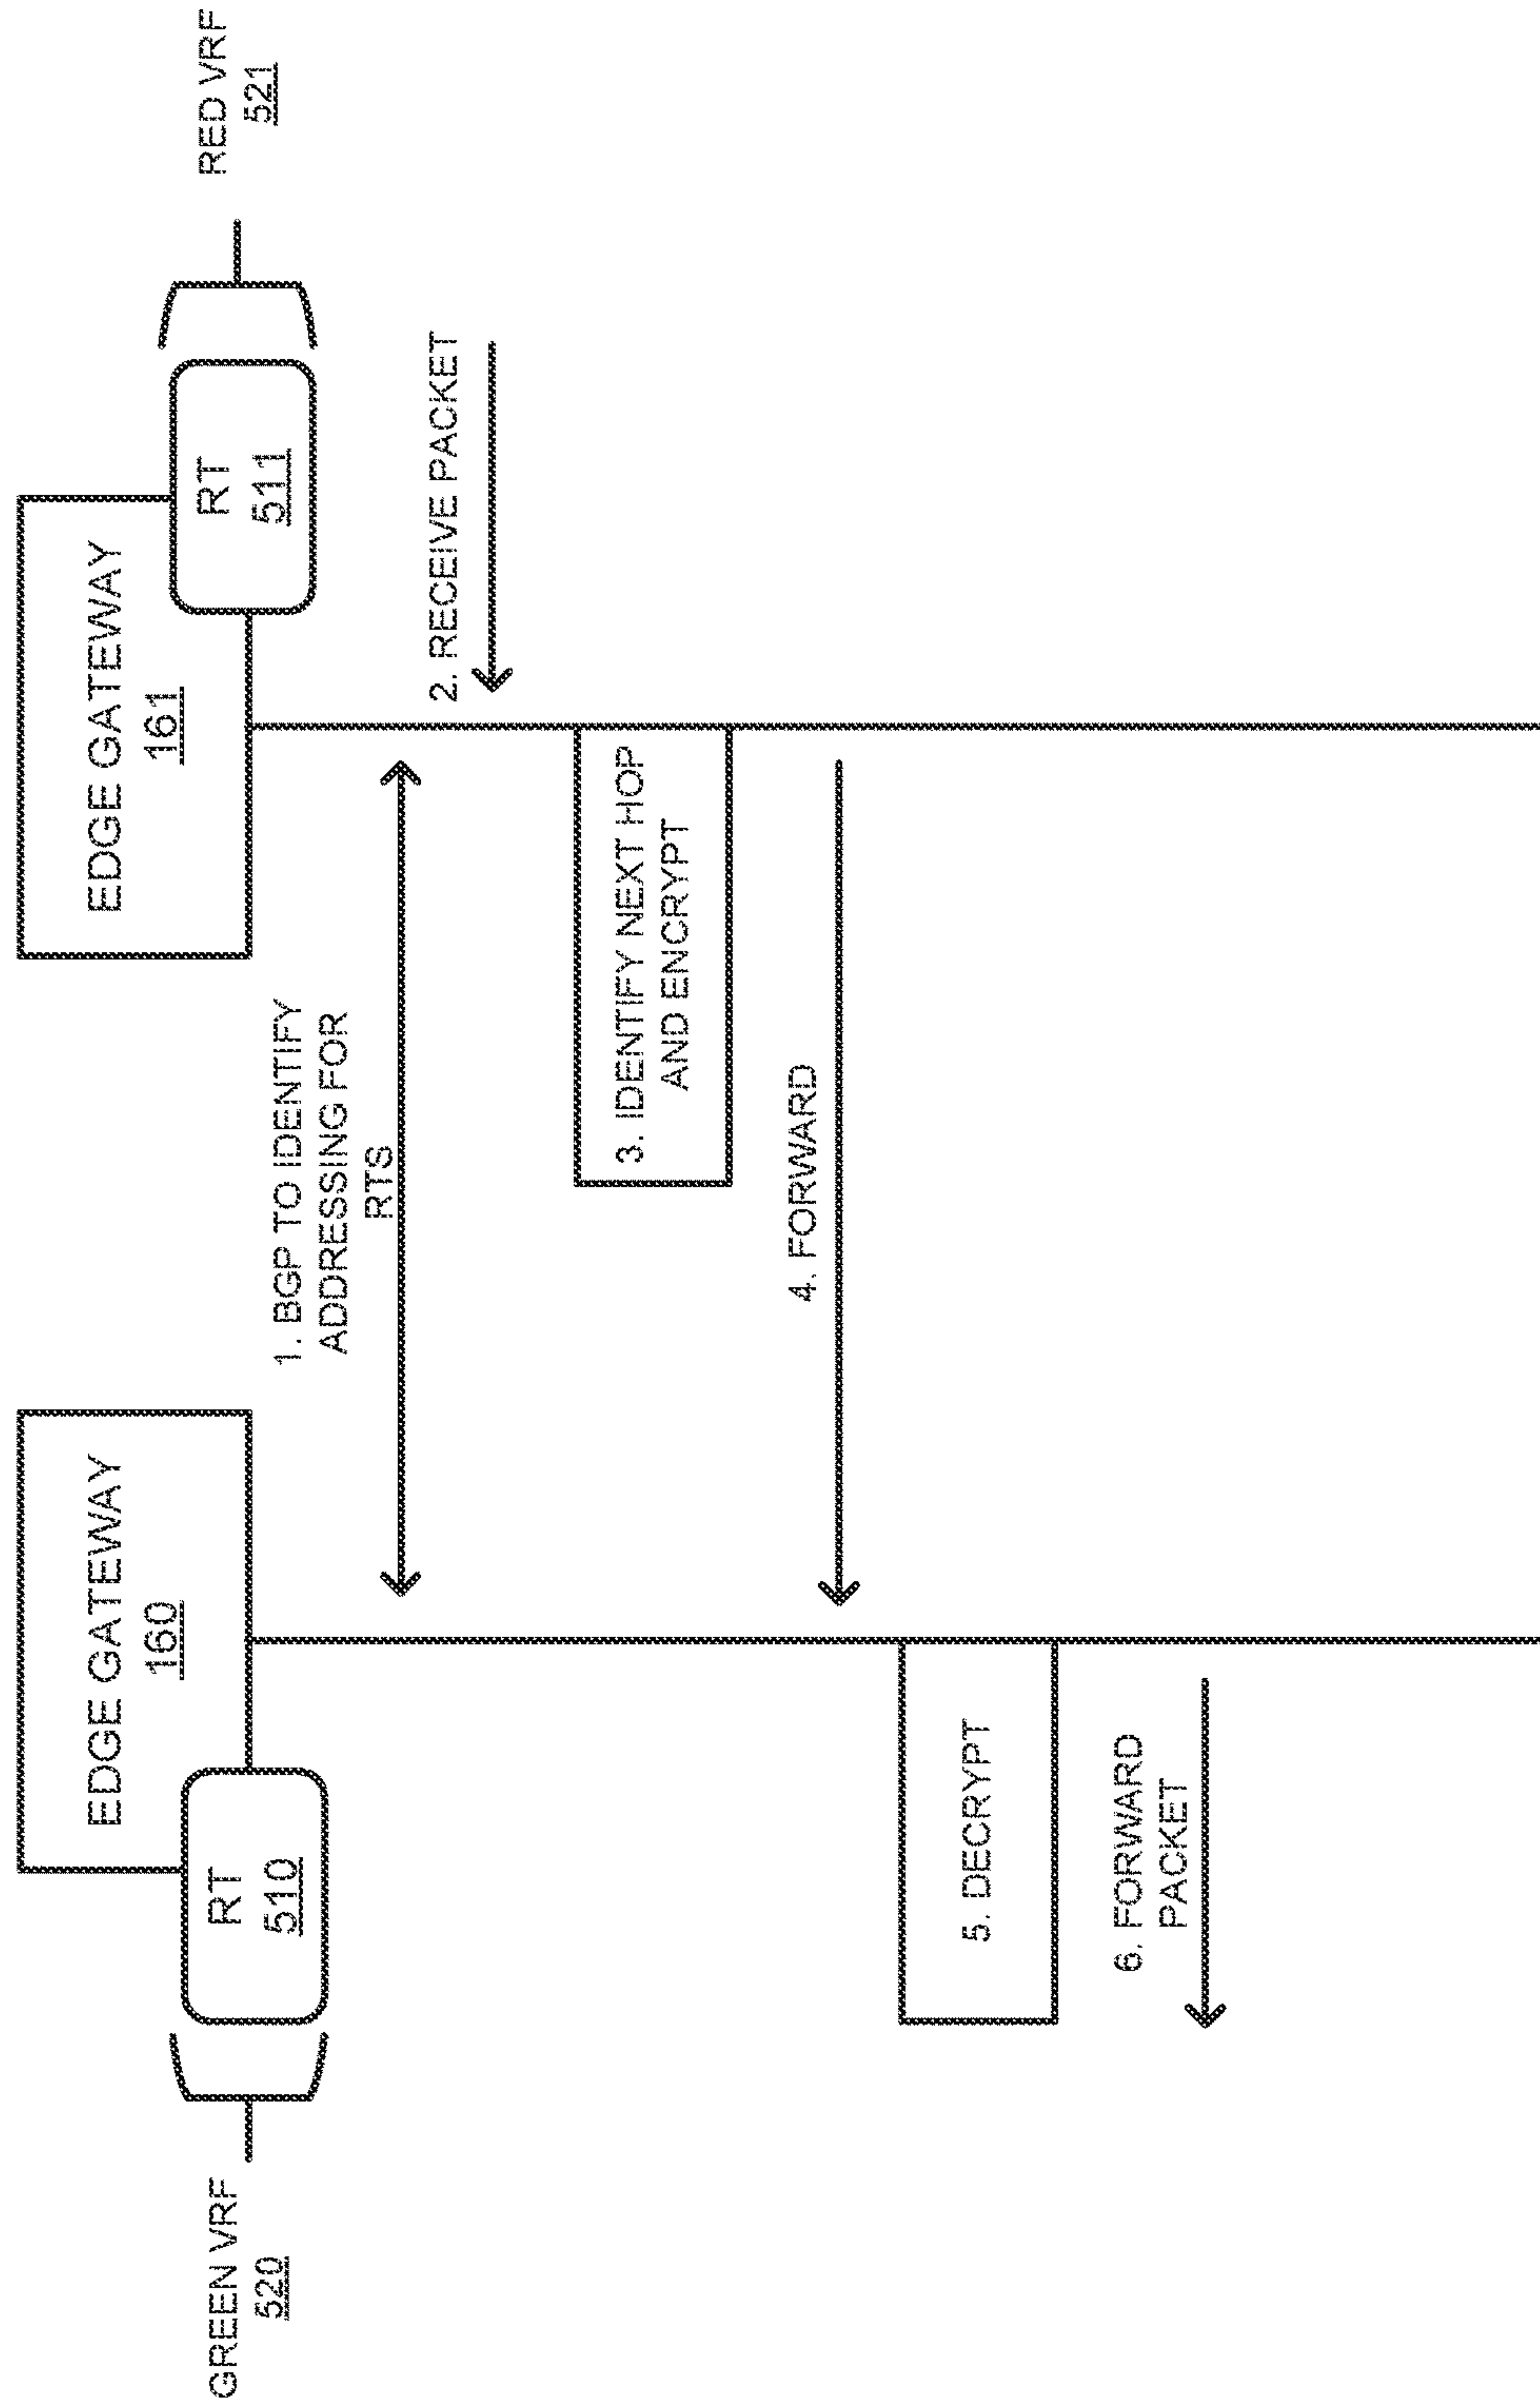 EDGE GATEWAY
160
EDGE GATEWAY
161
GREEN VRF
520
RT
510
RT
511
RED VRF
521
1. BGP TO IDENTIFY
ADDRESSING FOR
RTS
2. RECEIVE PACKET
3. IDENTIFY NEXT HOP
AND ENCRYPT
4. FORWARD
5. DECRYPT
6. FORWARD
PACKET